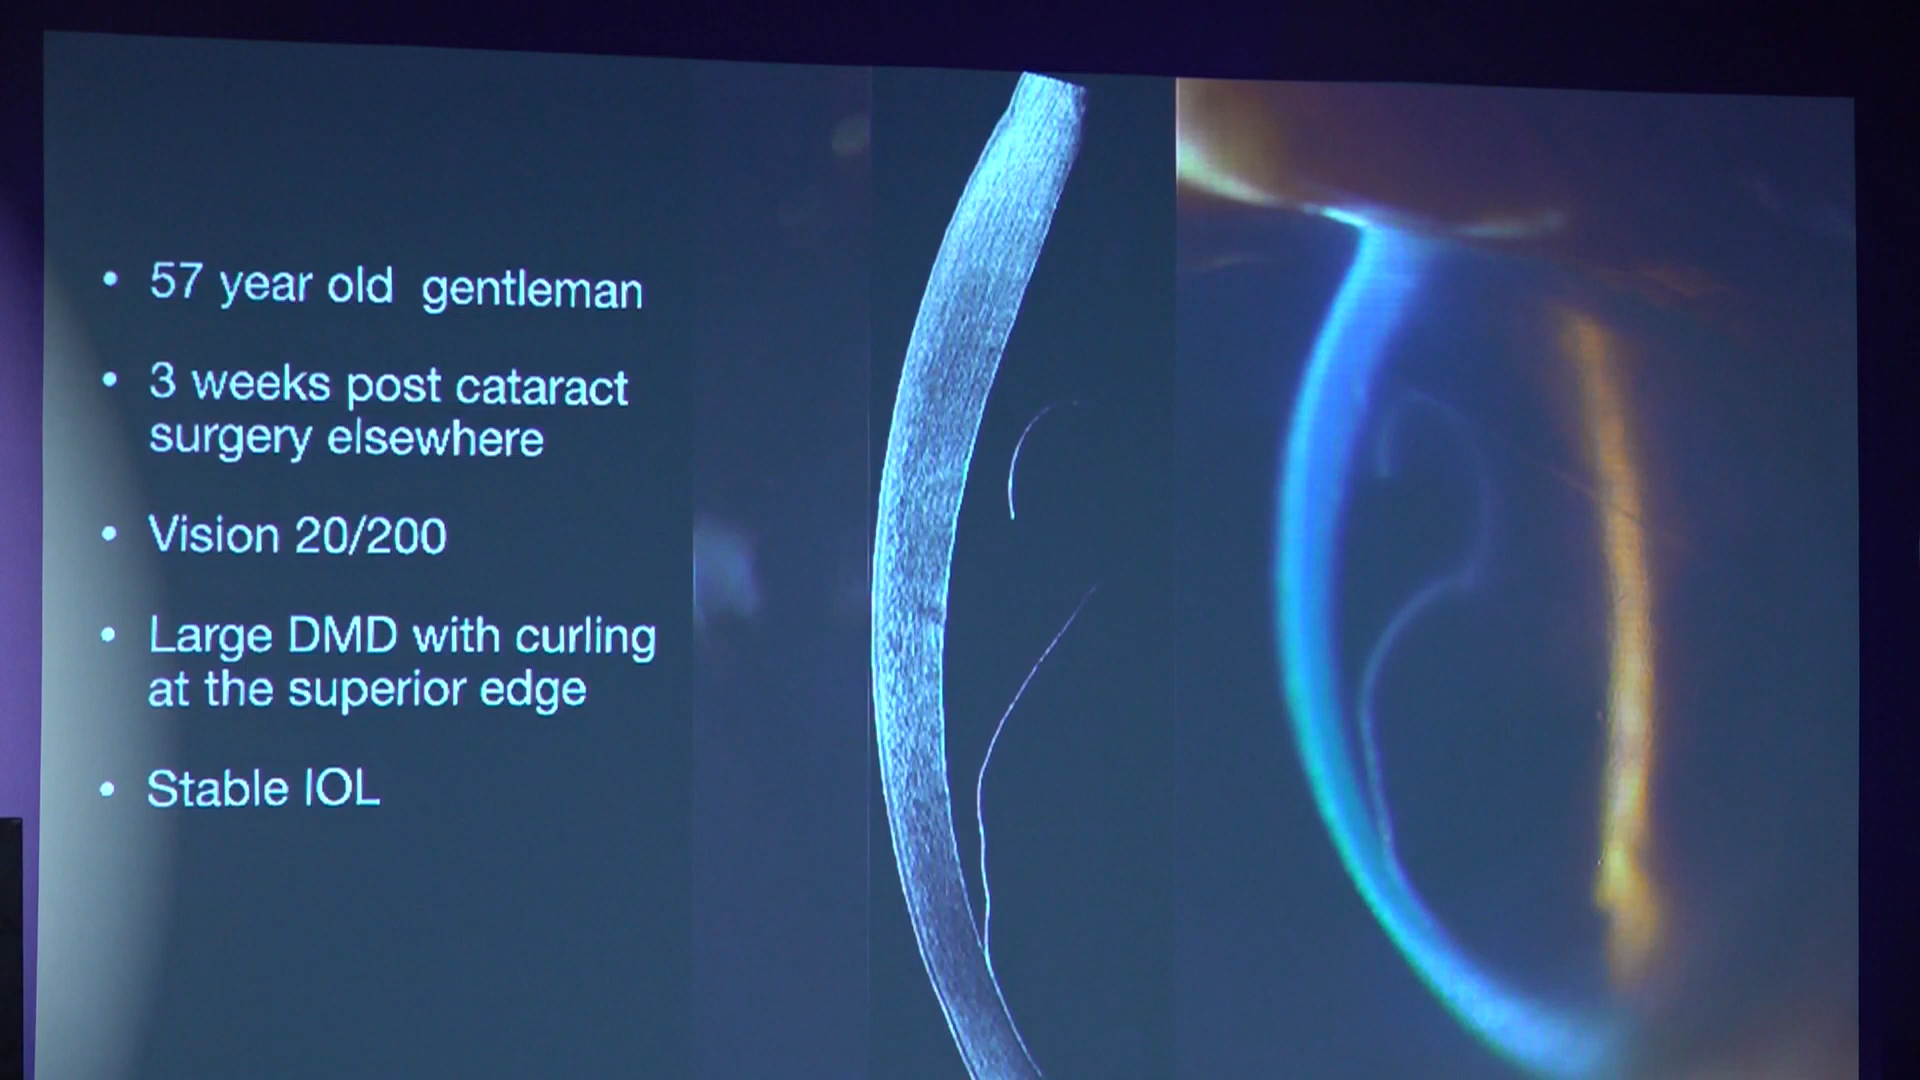 • 57 year old gentleman
• 3 weeks post cataract
surgery elsewhere
• Vision 20/200
• Large DMD with curling
at the superior edge
• Stable IOL